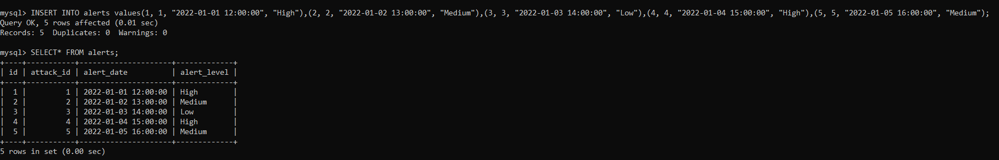 mysql> INSERT INTO alerts values(1, 1, "2022-01-01 12:00:00", "High"),(2, 2, "2022-01-02 13:00:00", "Medium"),(3, 3, "2022-01-03 14:00:00", "Low"),(4, 4, "2022-01-04 15:00:00", "High"),(5, 5, "2022-01-05 16:00:00", "Medium");
Query OK, 5 rows affected (0.01 sec)
Records: 5  Duplicates: 0  Warnings: 0

mysql> SELECT* FROM alerts;
+----+-----------+---------------------+-------------+
| id | attack_id | alert_date          | alert_level |
+----+-----------+---------------------+-------------+
|  1 |         1 | 2022-01-01 12:00:00 | High        |
|  2 |         2 | 2022-01-02 13:00:00 | Medium      |
|  3 |         3 | 2022-01-03 14:00:00 | Low         |
|  4 |         4 | 2022-01-04 15:00:00 | High        |
|  5 |         5 | 2022-01-05 16:00:00 | Medium      |
+----+-----------+---------------------+-------------+
5 rows in set (0.00 sec)